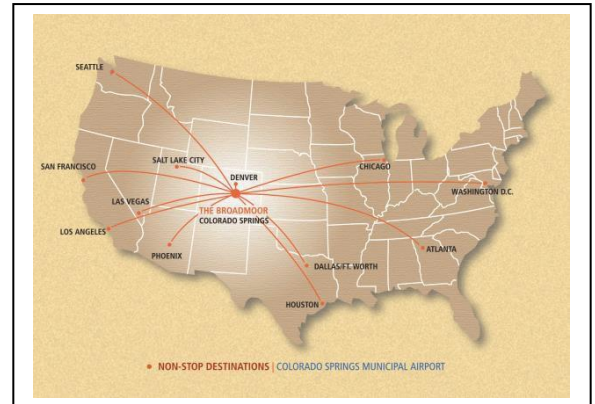 SEATTLE
SAN FRANCISCO
SALT LAKE CITY
DENVER
CHICAGO
WASHINGTON D.C.
LAS VEGAS
THE BROADMOOR
COLORADO SPRINGS
LOS ANGELES
PHOENIX
ATLANTA
DALLAS/FT. WORTH
HOUSTON
• NON-STOP DESTINATIONS | COLORADO SPRINGS MUNICIPAL AIRPORT